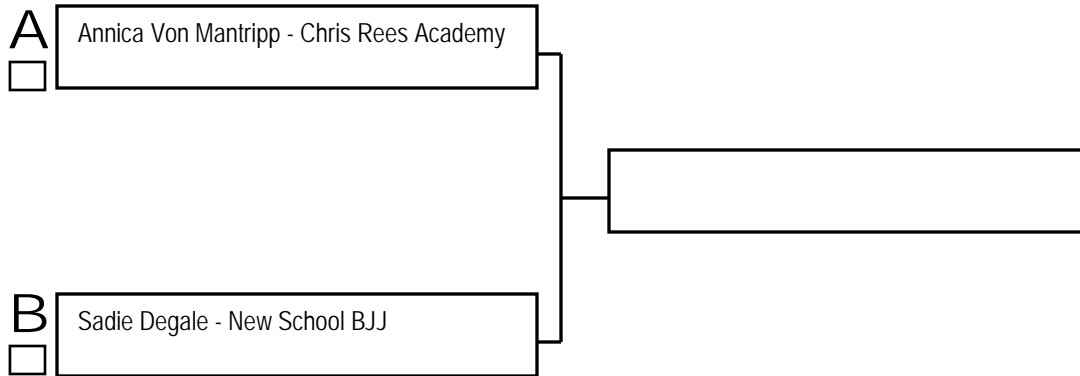 A
Annica Von Mantripp - Chris Rees Academy
B
Sadie Degale - New School BJJ